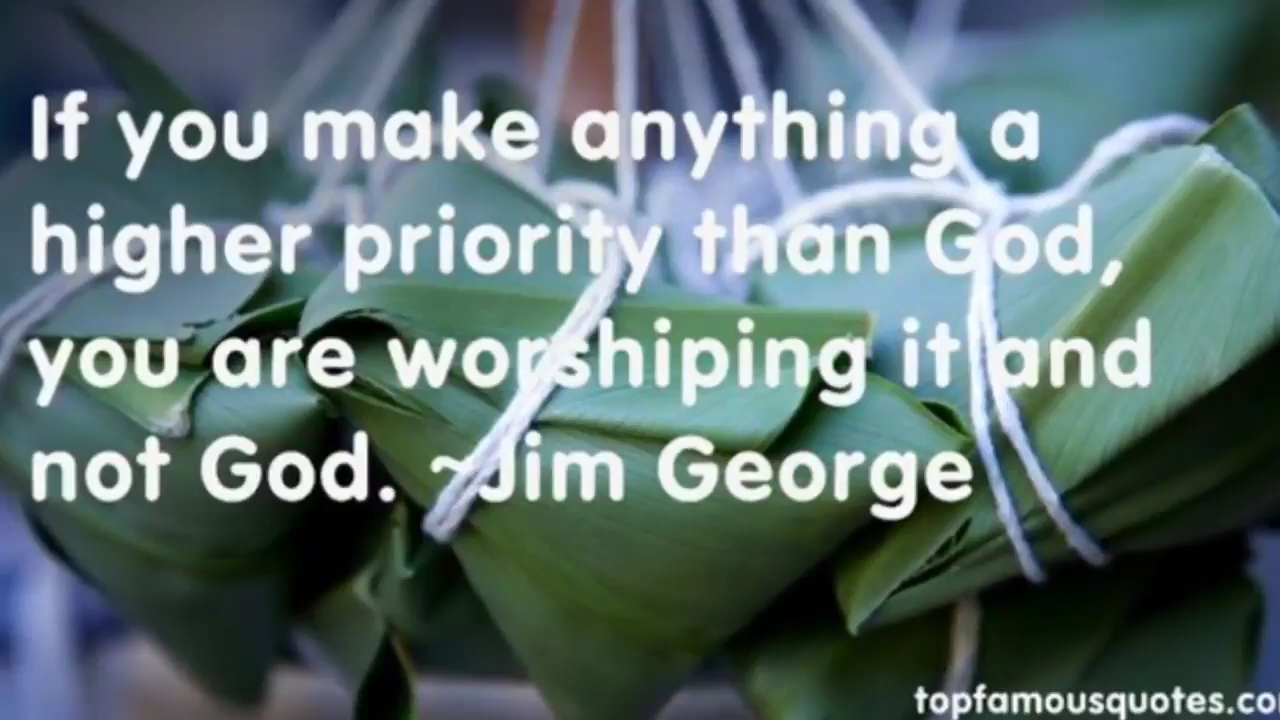 If you make anything a
higher priority than God,
you are worshiping it and
not God. ~Jim George
topfamousquotes.co